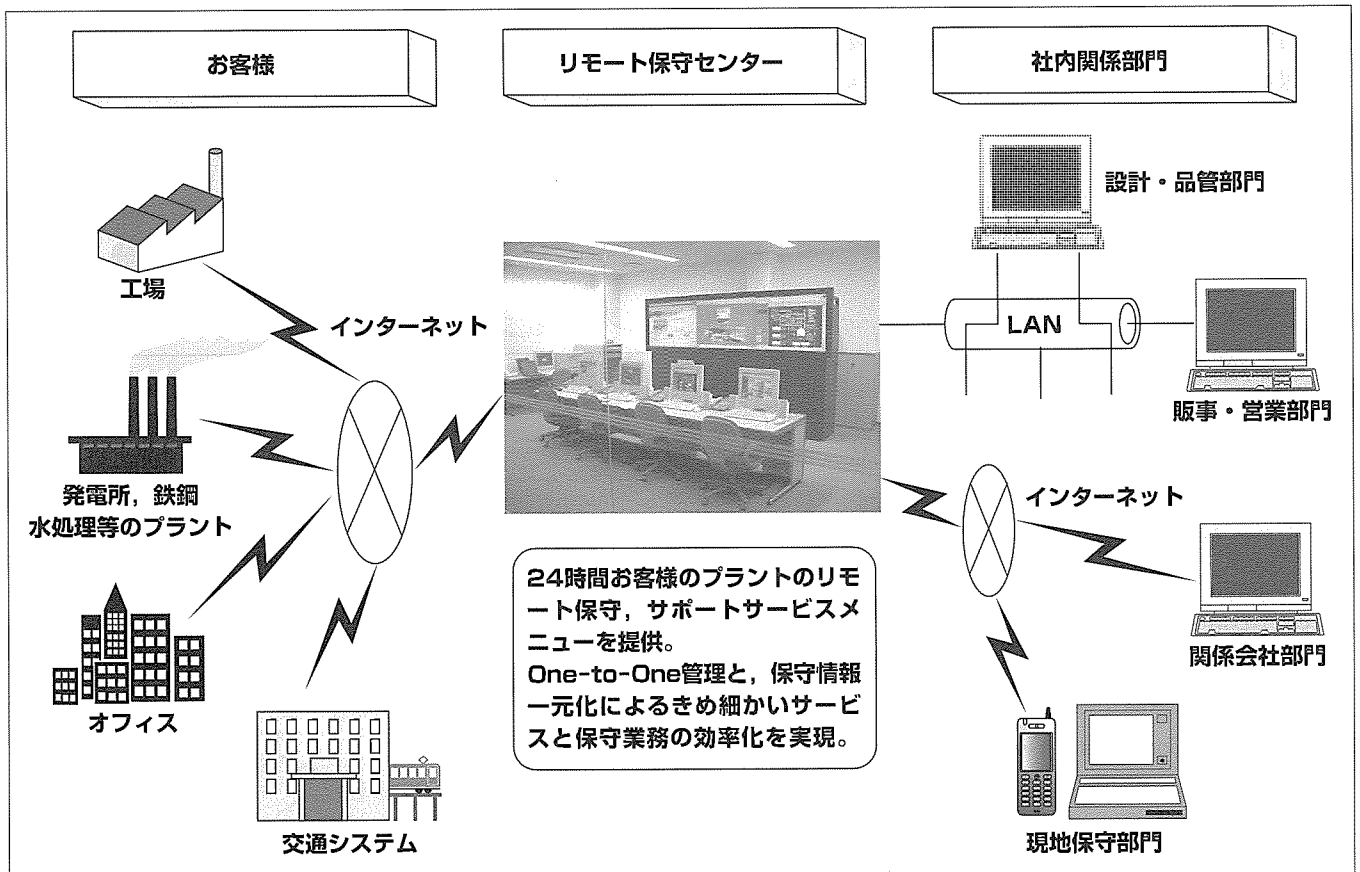 お客様
リモート保守センター
社内関係部門
工場
インターネット
発電所,鉄鋼
水処理等のプラント
オフィス
交通システム
24時間お客様のプラントのリモ
ート保守,サポートサービスメ
ニューを提供。
One-to-One管理と,保守情報
一元化によるきめ細かいサービ
スと保守業務の効率化を実現。
設計・品管部門
LAN
販事・営業部門
インターネット
関係会社部門
現地保守部門